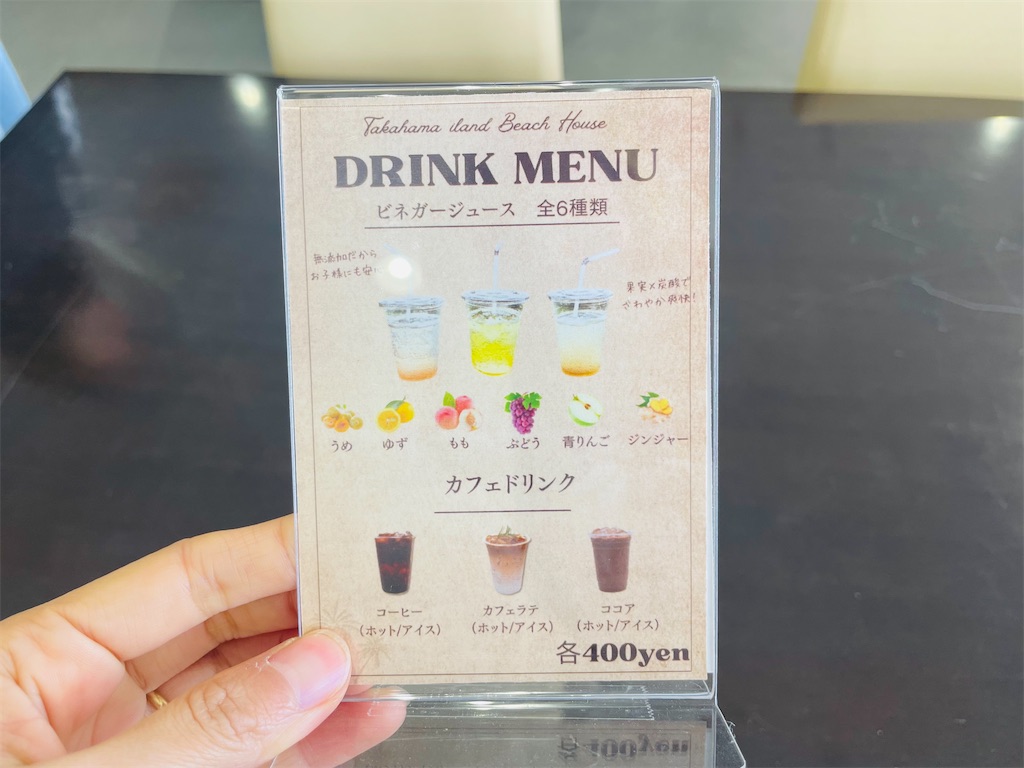 Takahama iland Beach House
DRINK MENU
ビネガージュース 全6種類
無添加だから
お子様にも安
果実×炭酸で
さわやか爽快!
うめ ゆず もも ぶどう 青りんご ジンジャー
カフェドリンク
コーヒー カフェラテ ココア
(ホット/アイス) (ホット/アイス) (ホット/アイス)
各400yen